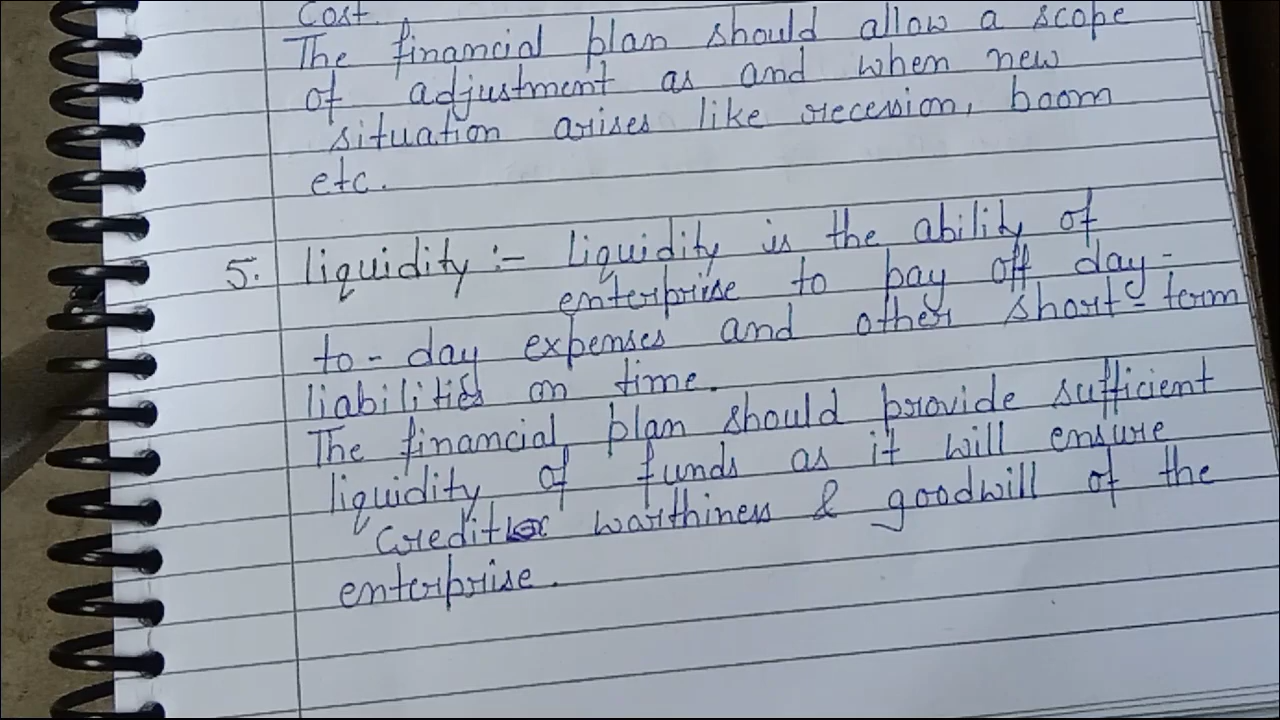 Cost.
The financial plan should allow a scope
of adjustment as and when new
situation arises like recession, boom
etc.
5. liquidity :- liquidity is the ability of
enterprise to pay off day-
to-day expenses and other short-term
liabilities on time.
The financial plan should provide sufficient
liquidity of funds as it will ensure
credit worthiness & goodwill of the
enterprise.